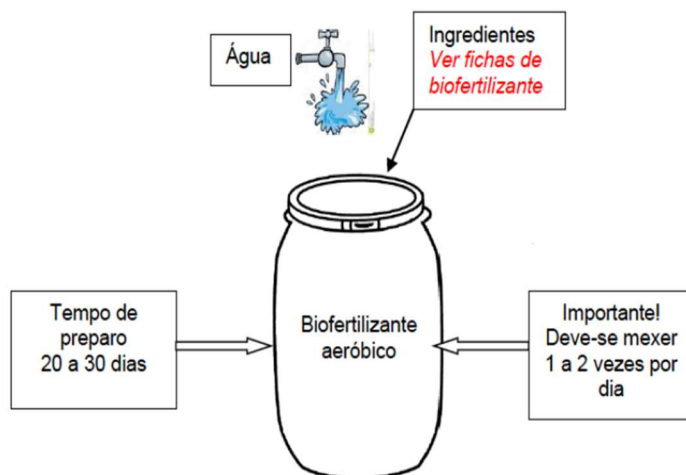 Água
Ingredientes
Ver fichas de
biofertilizante
Tempo de
preparo
20 a 30 dias
Biofertilizante
aeróbico
Importante!
Deve-se mexer
1 a 2 vezes por
dia